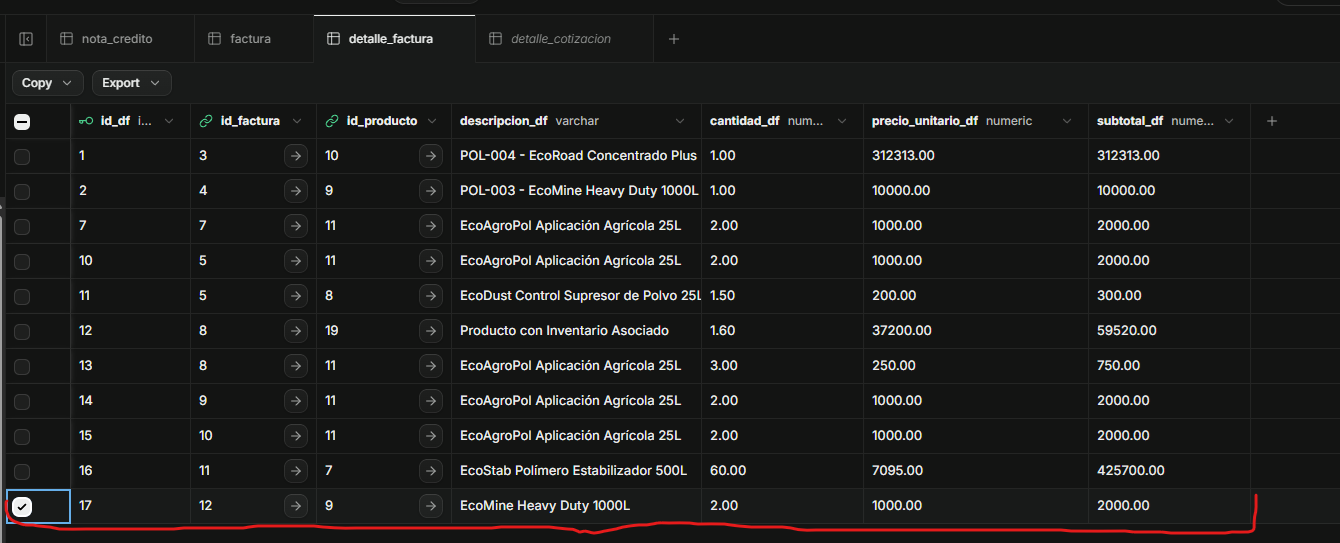 nota_credito factura detalle_factura detalle_cotizacion
Copy Export
id_df i... id_factura id_producto descripcion_df varchar cantidad_df num... precio_unitario_df numeric subtotal_df nume...
1 3 10 POL-004 - EcoRoad Concentrado Plus 1.00 312313.00 312313.00
2 4 9 POL-003 - EcoMine Heavy Duty 1000L 1.00 10000.00 10000.00
7 7 11 EcoAgroPol Aplicación Agrícola 25L 2.00 1000.00 2000.00
10 5 11 EcoAgroPol Aplicación Agrícola 25L 2.00 1000.00 2000.00
11 5 8 EcoDust Control Supresor de Polvo 25L 1.50 200.00 300.00
12 8 19 Producto con Inventario Asociado 1.60 37200.00 59520.00
13 8 11 EcoAgroPol Aplicación Agrícola 25L 3.00 250.00 750.00
14 9 11 EcoAgroPol Aplicación Agrícola 25L 2.00 1000.00 2000.00
15 10 11 EcoAgroPol Aplicación Agrícola 25L 2.00 1000.00 2000.00
16 11 7 EcoStab Polímero Estabilizador 500L 60.00 7095.00 425700.00
17 12 9 EcoMine Heavy Duty 1000L 2.00 1000.00 2000.00